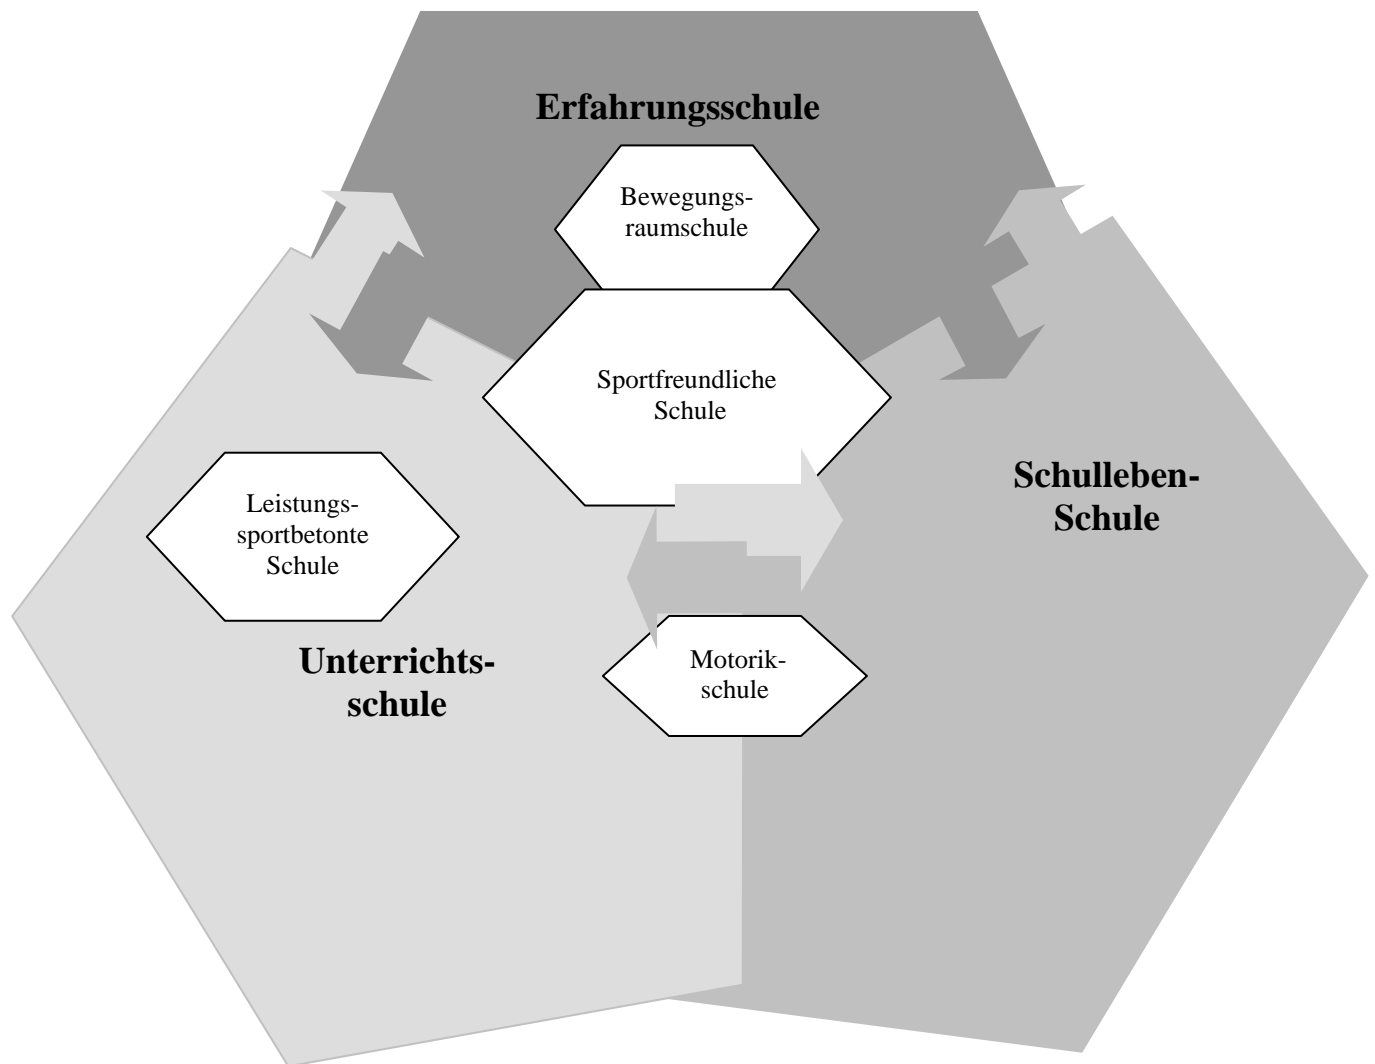 Erfahrungsschule
Bewegungs-
raumschule
Sportfreundliche
Schule
Schulleben-
Schule
Leistungs-
sportbetonte
Schule
Unterrichts-
schule
Motorik-
schule